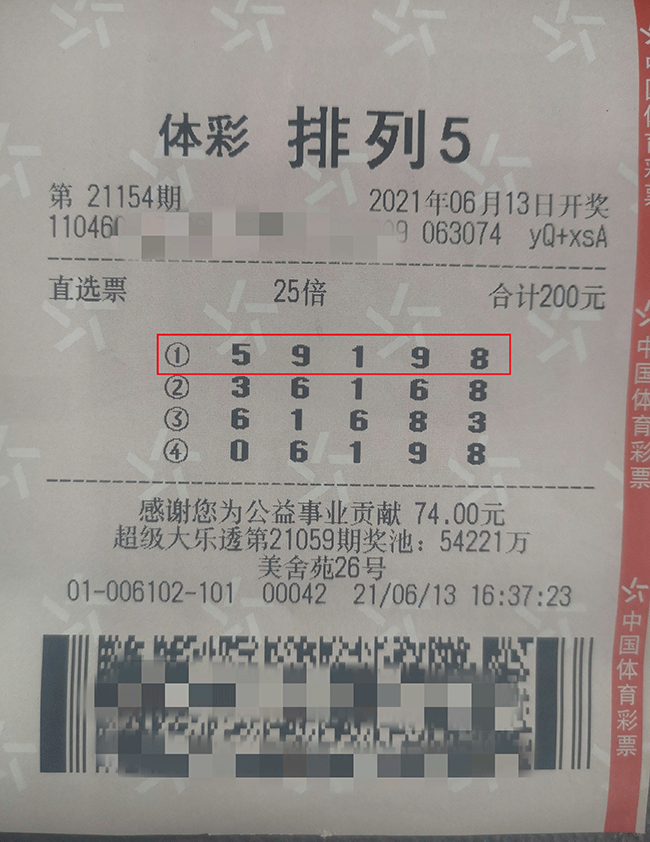 体彩 排列5
第 21154期 2021年06月13日开奖
11046 09 063074 yQ+xsA
直选票 25倍 合计200元
① 5 9 1 9 8
② 3 6 1 6 8
③ 6 1 6 8 3
④ 0 6 1 9 8
感谢您为公益事业贡献 74.00元
超级大乐透第21059期奖池：54221万
美舍苑26号
01-006102-101 00042 21/06/13 16:37:23
中国体育彩票
中国体育彩票
中国体育彩票